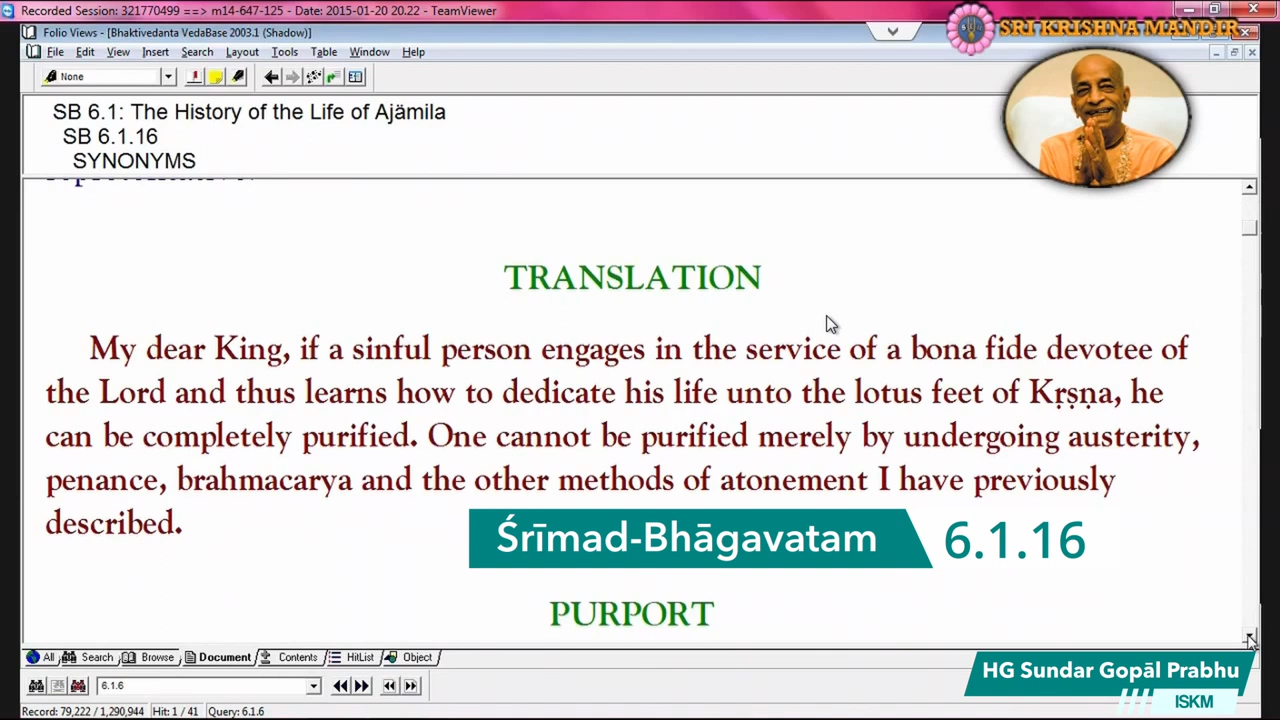 Recorded Session: 321770499 ==> m14-647-125 - Date: 2015-01-20 20.22 - TeamViewer
Folio Views - [Bhaktivedanta VedaBase 2003.1 (Shadow)]
SRI KRISHNA MANDIR
File Edit View Insert Search Layout Tools Table Window Help
None
SB 6.1: The History of the Life of Ajämila
SB 6.1.16
SYNONYMS
TRANSLATION
My dear King, if a sinful person engages in the service of a bona fide devotee of
the Lord and thus learns how to dedicate his life unto the lotus feet of Kṛṣṇa, he
can be completely purified. One cannot be purified merely by undergoing austerity,
penance, brahmacarya and the other methods of atonement I have previously
described.
Śrīmad-Bhāgavatam 6.1.16
PURPORT
All Search Browse Document Contents HitList Object
HG Sundar Gopāl Prabhu
6.1.6
ISKM
Record: 79,222 / 1,290,944 Hit: 1 / 41 Query: 6.1.6